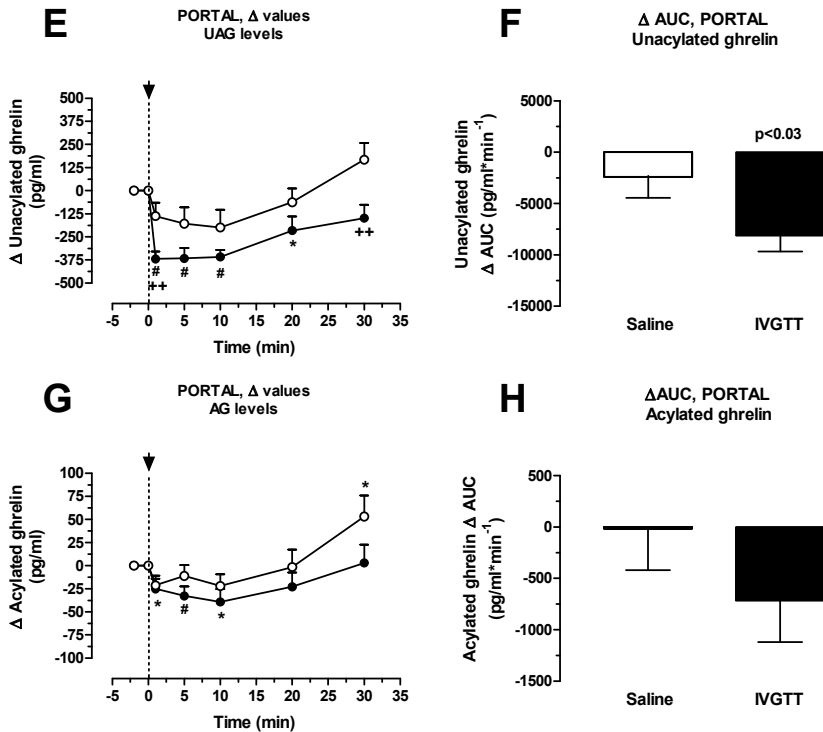 E
PORTAL, Δ values
UAG levels
Δ Unacylated ghrelin
(pg/ml)
500
375
250
125
0
-125
-250
-375
-500
#
#
#
++
*
++
-5 0 5 10 15 20 25 30 35
Time (min)
F
Δ AUC, PORTAL
Unacylated ghrelin
Unacylated ghrelin
Δ AUC (pg/ml*min-1)
5000
0
-5000
-10000
-15000
p<0.03
Saline IVGTT
G
PORTAL, Δ values
AG levels
Δ Acylated ghrelin
(pg/ml)
100
75
50
25
0
-25
-50
-75
-100
*
#
*
*
-5 0 5 10 15 20 25 30 35
Time (min)
H
ΔAUC, PORTAL
Acylated ghrelin
Acylated ghrelin Δ AUC
(pg/ml*min-1)
500
0
-500
-1000
-1500
Saline IVGTT